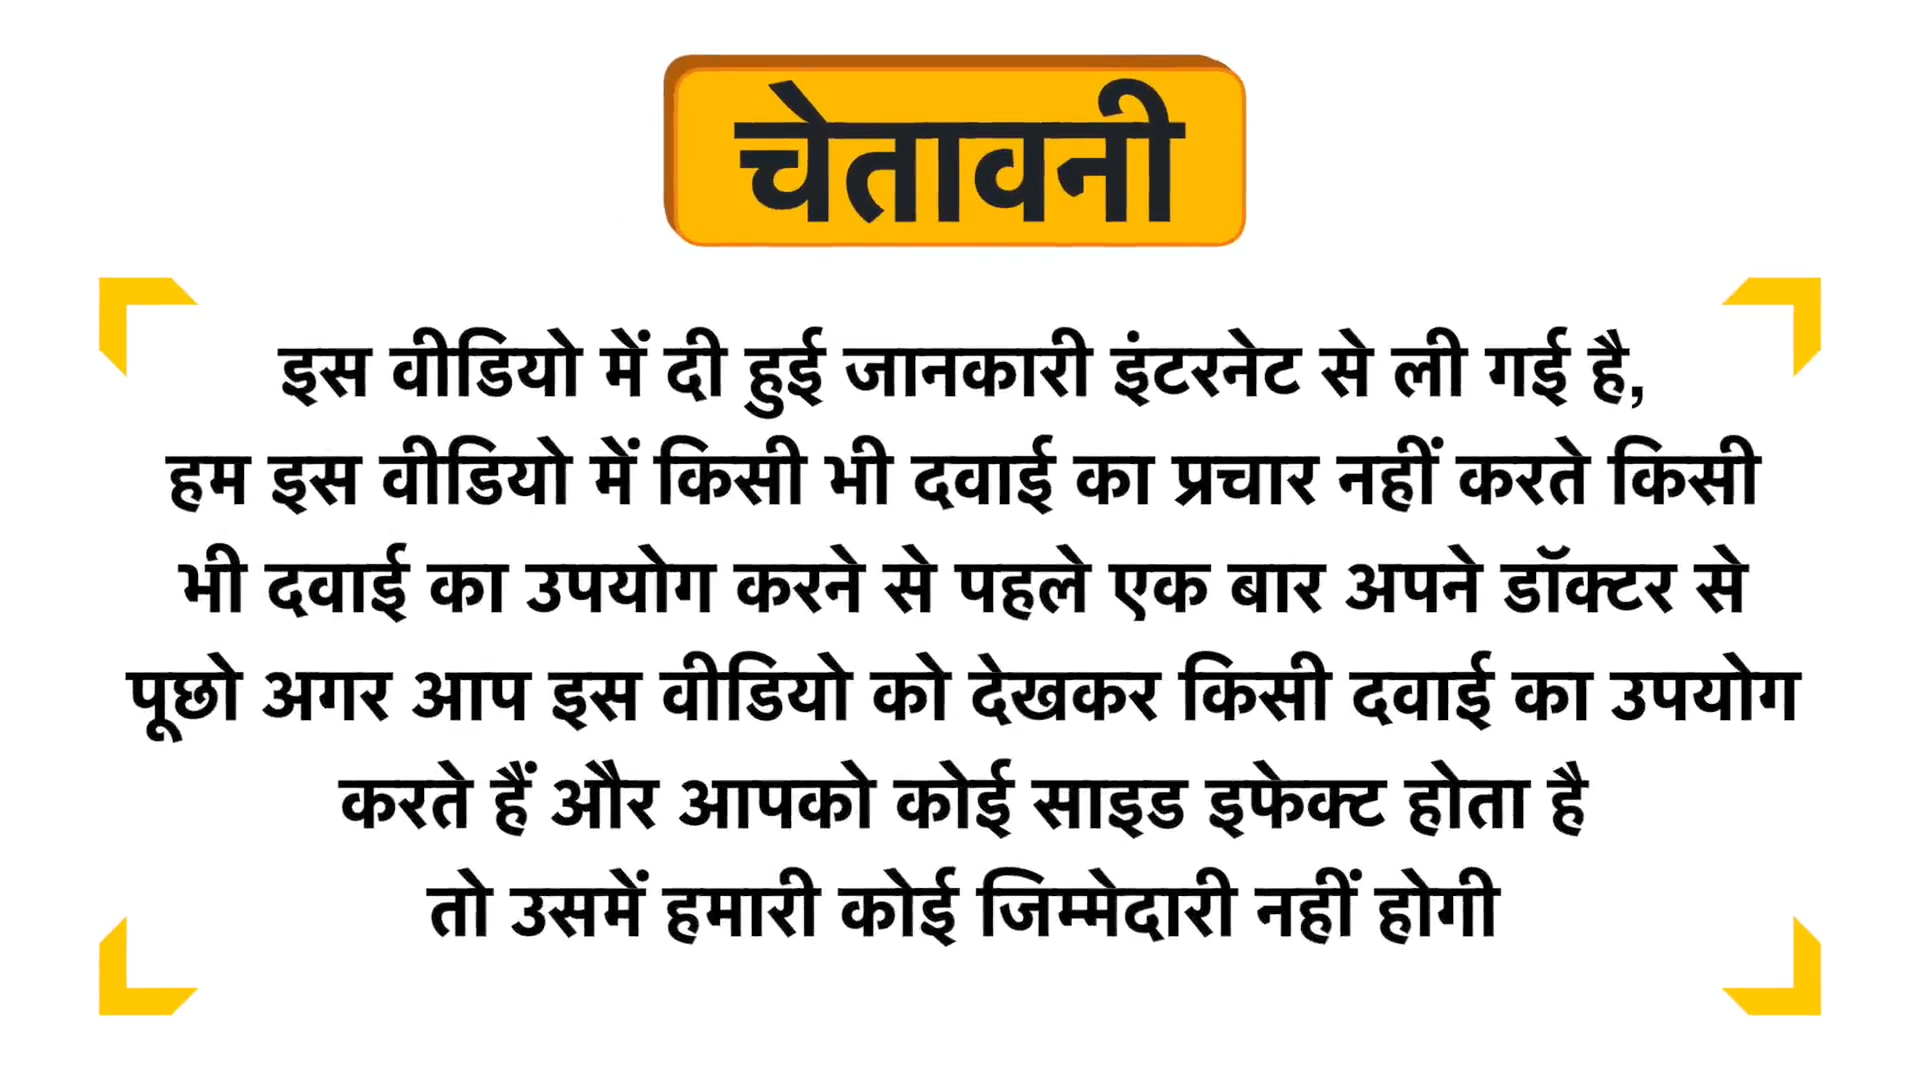 चेतावनी
इस वीडियो में दी हुई जानकारी इंटरनेट से ली गई है,
हम इस वीडियो में किसी भी दवाई का प्रचार नहीं करते किसी
भी दवाई का उपयोग करने से पहले एक बार अपने डॉक्टर से
पूछो अगर आप इस वीडियो को देखकर किसी दवाई का उपयोग
करते हैं और आपको कोई साइड इफेक्ट होता है
तो उसमें हमारी कोई जिम्मेदारी नहीं होगी